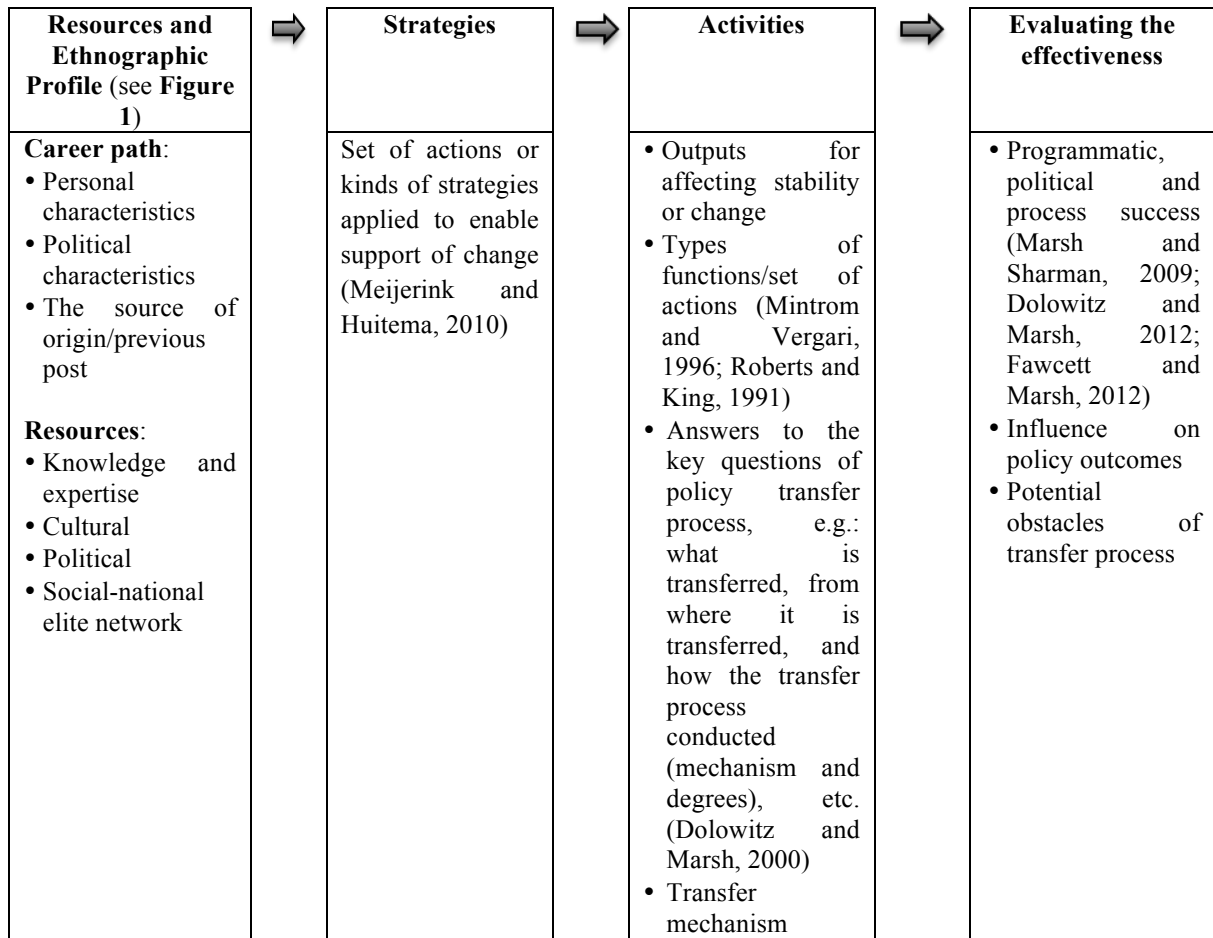 Resources and
Ethnographic
Profile (see Figure
1)
Career path:
• Personal
characteristics
• Political
characteristics
• The source of
origin/previous
post
Resources:
• Knowledge and
expertise
• Cultural
• Political
• Social-national
elite network
Strategies
Set of actions or
kinds of strategies
applied to enable
support of change
(Meijerink and
Huitema, 2010)
Activities
• Outputs for
affecting stability
or change
• Types of
functions/set of
actions (Mintrom
and Vergari,
1996; Roberts and
King, 1991)
• Answers to the
key questions of
policy transfer
process, e.g.:
what is
transferred, from
where it is
transferred, and
how the transfer
process
conducted
(mechanism and
degrees), etc.
(Dolowitz and
Marsh, 2000)
• Transfer
mechanism
Evaluating the
effectiveness
• Programmatic,
political and
process success
(Marsh and
Sharman, 2009;
Dolowitz and
Marsh, 2012;
Fawcett and
Marsh, 2012)
• Influence on
policy outcomes
• Potential
obstacles of
transfer process